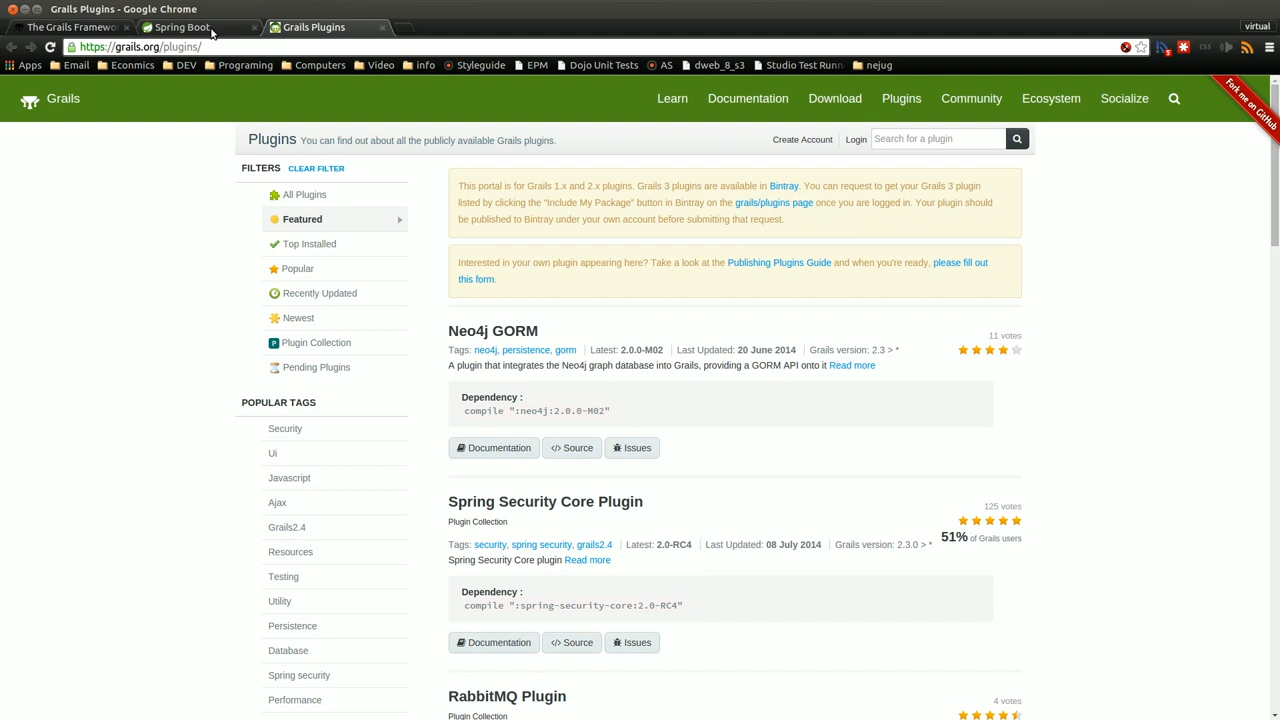 Grails Plugins - Google Chrome
The Grails Framewo
Spring Boot
Grails Plugins
virtual
https://grails.org/plugins/
Apps
Email
Econmics
DEV
Programing
Computers
Video
info
Styleguide
EPM
Dojo Unit Tests
AS
dweb_8_s3
Studio Test Runn
nejug
Grails
Learn
Documentation
Download
Plugins
Community
Ecosystem
Socialize
Fork me on GitHub
Plugins You can find out about all the publicly available Grails plugins.
Create Account
Login
Search for a plugin
FILTERS CLEAR FILTER
All Plugins
Featured
Top Installed
Popular
Recently Updated
Newest
Plugin Collection
Pending Plugins
POPULAR TAGS
Security
Ui
Javascript
Ajax
Grails2.4
Resources
Testing
Utility
Persistence
Database
Spring security
Performance
This portal is for Grails 1.x and 2.x plugins. Grails 3 plugins are available in Bintray. You can request to get your Grails 3 plugin
listed by clicking the "Include My Package" button in Bintray on the grails/plugins page once you are logged in. Your plugin should
be published to Bintray under your own account before submitting that request.
Interested in your own plugin appearing here? Take a look at the Publishing Plugins Guide and when you're ready, please fill out
this form.
Neo4j GORM
11 votes
Tags: neo4j, persistence, gorm | Latest: 2.0.0-M02 | Last Updated: 20 June 2014 | Grails version: 2.3 > *
A plugin that integrates the Neo4j graph database into Grails, providing a GORM API onto it Read more
Dependency :
compile ":neo4j:2.0.0-M02"
Documentation
</> Source
Issues
Spring Security Core Plugin
125 votes
Plugin Collection
51% of Grails users
Tags: security, spring security, grails2.4 | Latest: 2.0-RC4 | Last Updated: 08 July 2014 | Grails version: 2.3.0 > *
Spring Security Core plugin Read more
Dependency :
compile ":spring-security-core:2.0-RC4"
Documentation
</> Source
Issues
RabbitMQ Plugin
4 votes
Plugin Collection